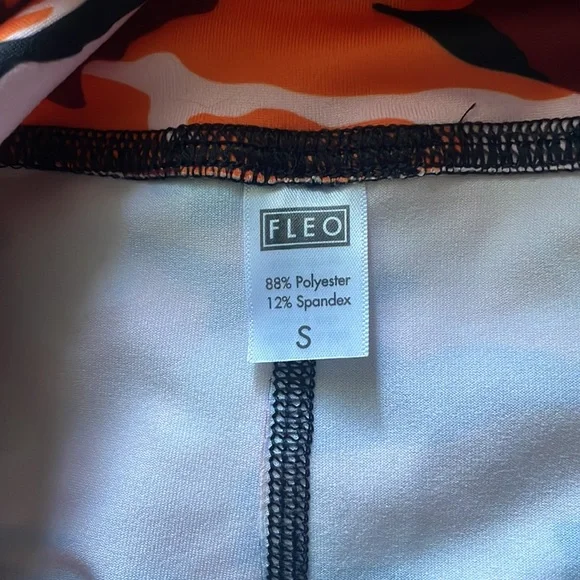 FLEO
88% Polyester
12% Spandex
S